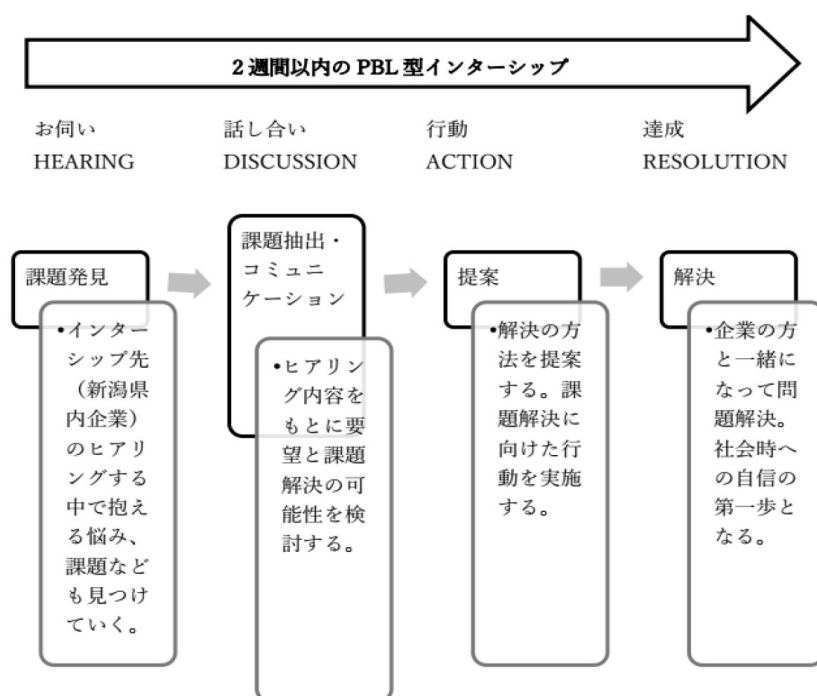 2週間以内の PBL 型インターシップ
お伺い
HEARING
話し合い
DISCUSSION
行動
ACTION
達成
RESOLUTION
課題発見
•インター
シップ先
（新潟県
内企業）
のヒアリ
ングする
中で抱え
る悩み、
課題など
も見つけ
ていく。
課題抽出・
コミュニ
ケーション
•ヒアリン
グ内容を
もとに要
望と課題
解決の可
能性を検
討する。
提案
•解決の方
法を提案
する。課
題解決に
向けた行
動を実施
する。
解決
•企業の方
と一緒に
なって問
題解決。
社会時へ
の自信の
第一歩と
なる。